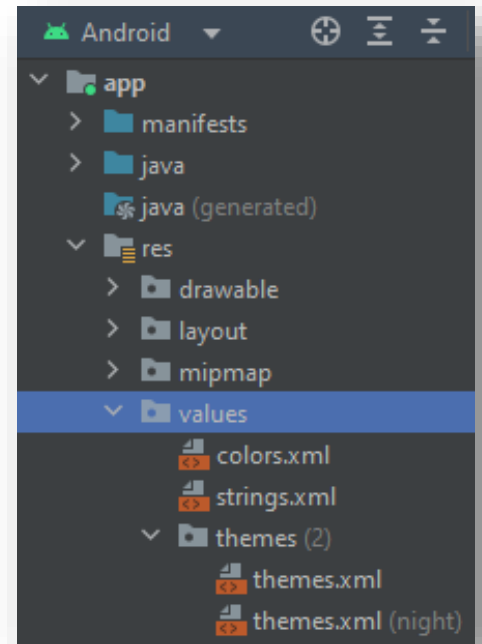 Android
app
manifests
java
java (generated)
res
drawable
layout
mipmap
values
colors.xml
strings.xml
themes (2)
themes.xml
themes.xml (night)